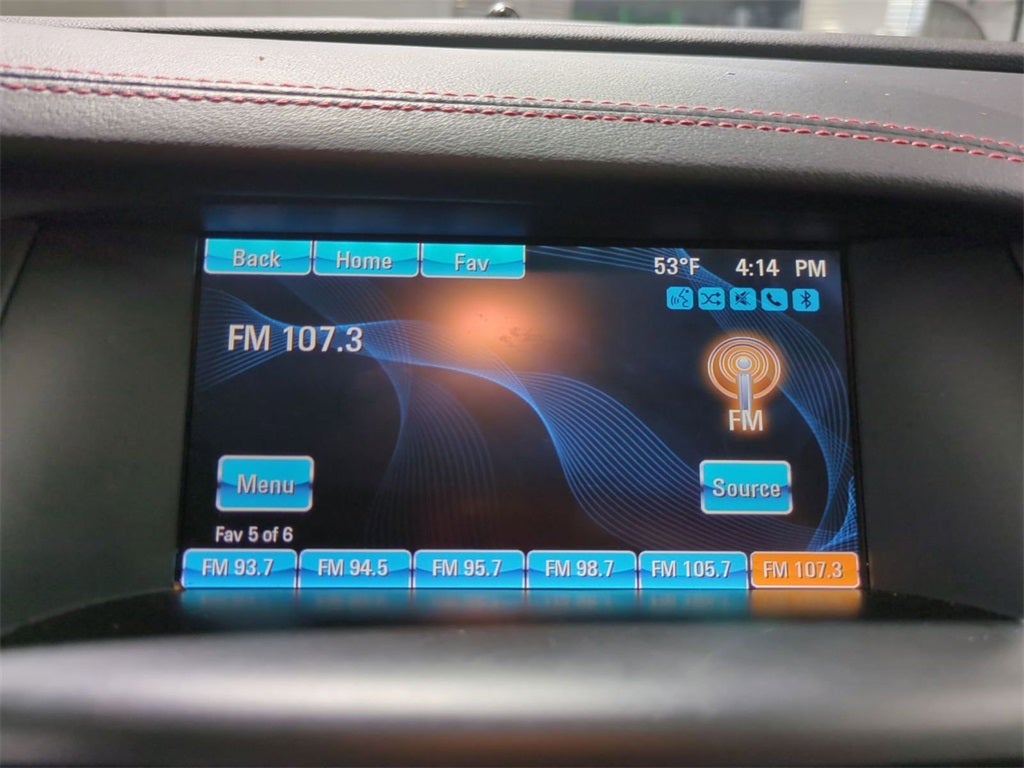 Back Home Fav 53°F 4:14 PM
FM 107.3
FM
Menu Source
Fav 5 of 6
FM 93.7 FM 94.5 FM 95.7 FM 98.7 FM 105.7 FM 107.3